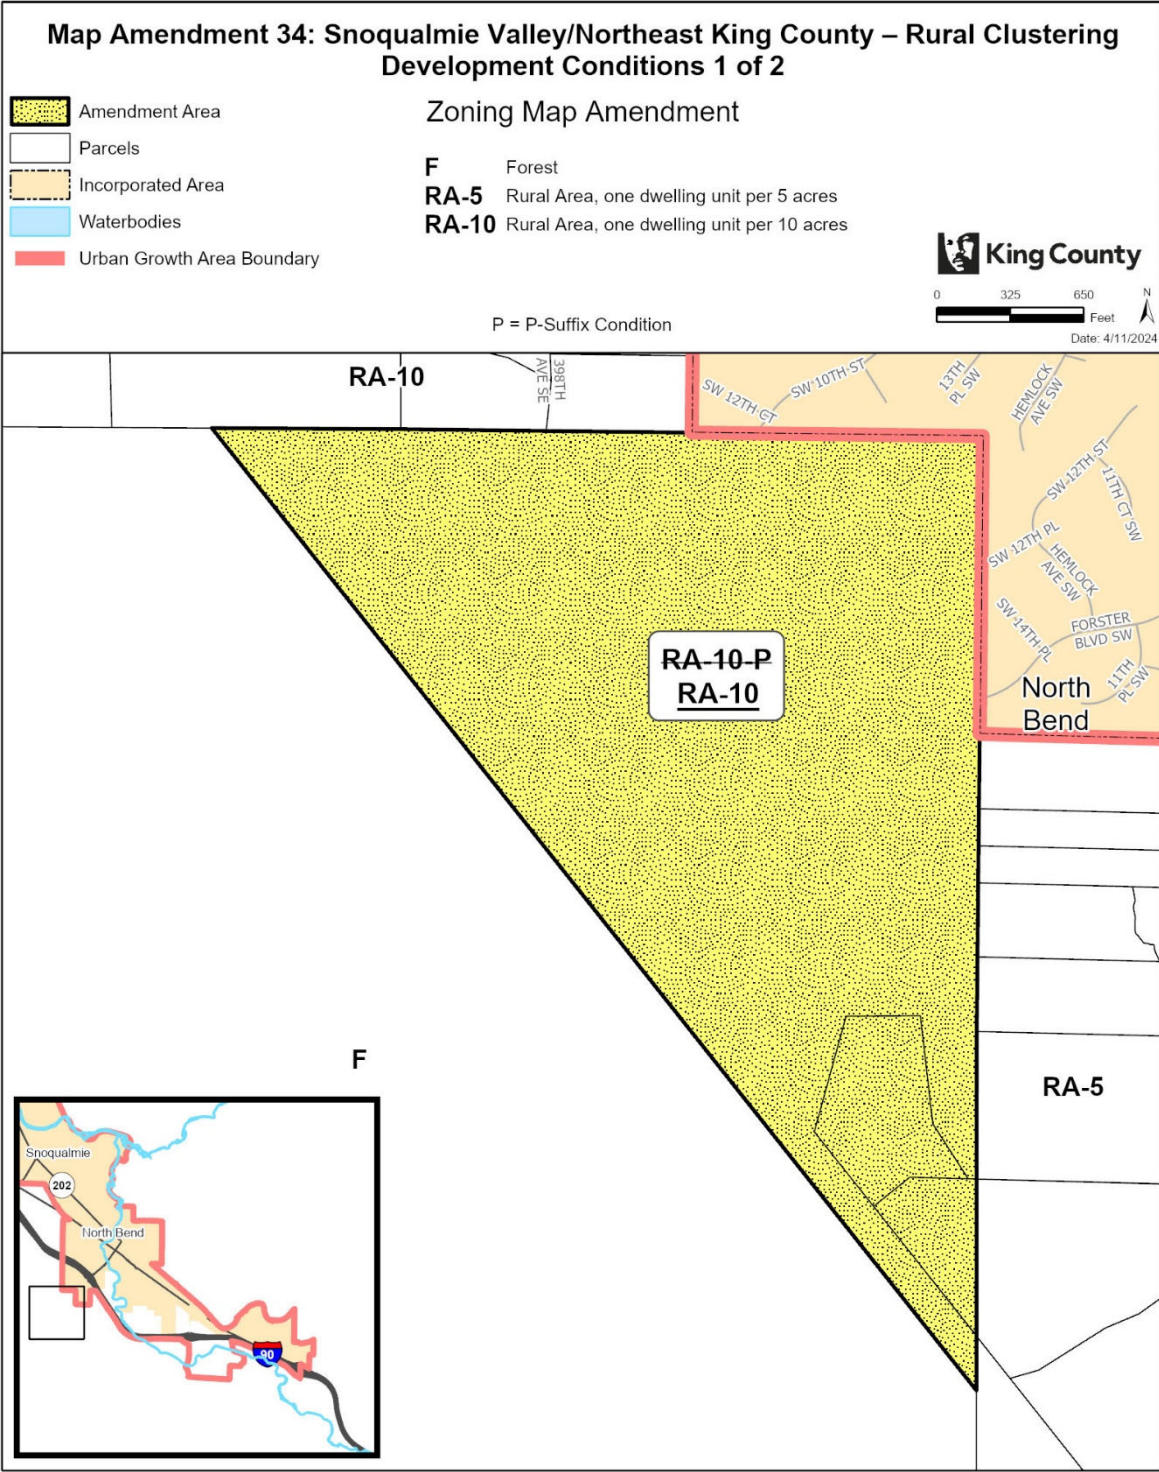 Map Amendment 34: Snoqualmie Valley/Northeast King County – Rural Clustering
Development Conditions 1 of 2
Amendment Area
Parcels
Incorporated Area
Waterbodies
Urban Growth Area Boundary
Zoning Map Amendment
F Forest
RA-5 Rural Area, one dwelling unit per 5 acres
RA-10 Rural Area, one dwelling unit per 10 acres
P = P-Suffix Condition
King County
0 325 650
Feet
N
Date: 4/11/2024
RA-10
398TH
AVE SE
SW 12TH CT
SW 10TH ST
13TH
PL SW
HEMLOCK
AVE SW
SW 12TH ST
11TH CT SW
SW 12TH PL
HEMLOCK
AVE SW
SW 14TH PL
FORSTER
BLVD SW
11TH
PL SW
North
Bend
RA-10-P
RA-10
F
RA-5
Snoqualmie
202
North Bend
90